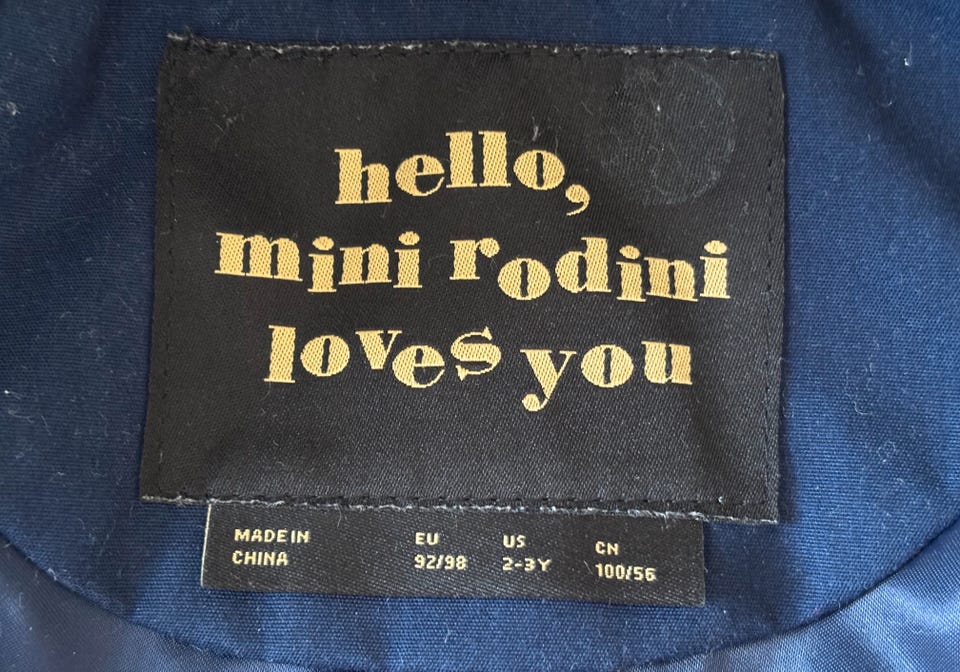 hello,
mini rodini
loves you
MADE IN EU US CN
CHINA 92/98 2-3Y 100/56